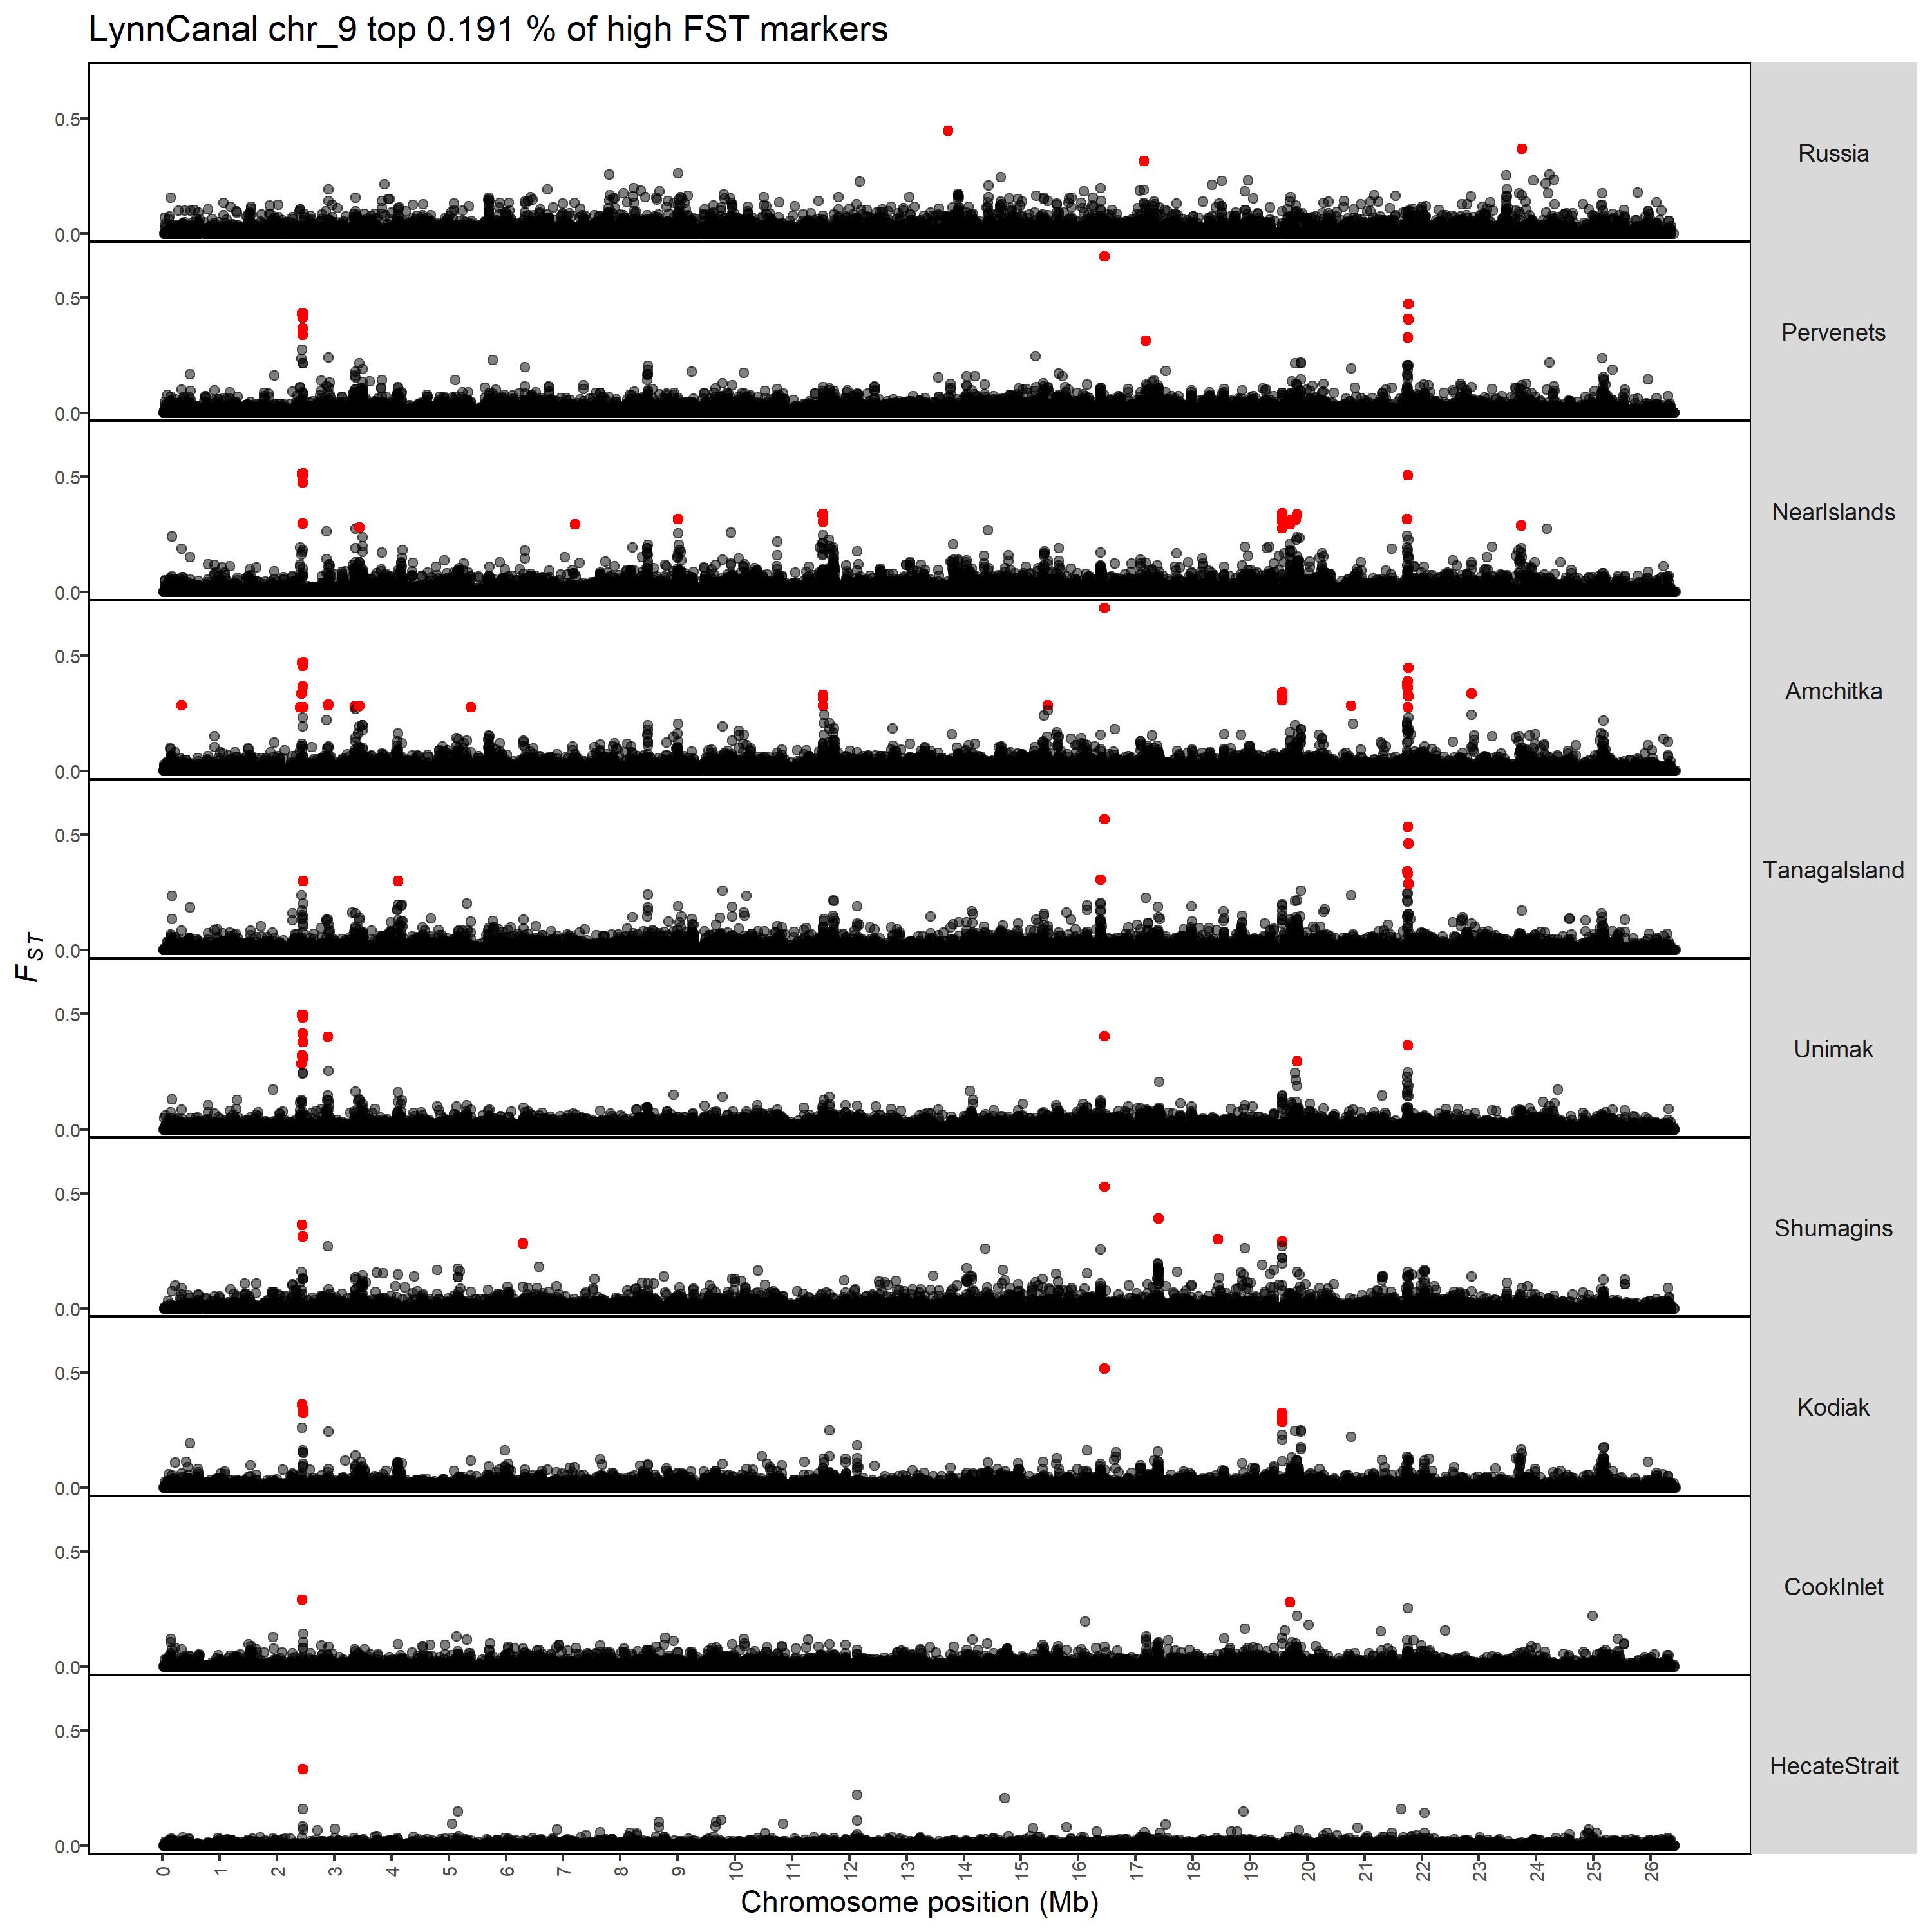 LynnCanal chr_9 top 0.191 % of high FST markers
0.5
0.0
Russia
0.5
0.0
Pervenets
0.5
0.0
NearIslands
0.5
0.0
Amchitka
0.5
0.0
TanagaIsland
FST
0.5
0.0
Unimak
0.5
0.0
Shumagins
0.5
0.0
Kodiak
0.5
0.0
CookInlet
0.5
0.0
HecateStrait
0 1 2 3 4 5 6 7 8 9 10 11 12 13 14 15 16 17 18 19 20 21 22 23 24 25 26
Chromosome position (Mb)